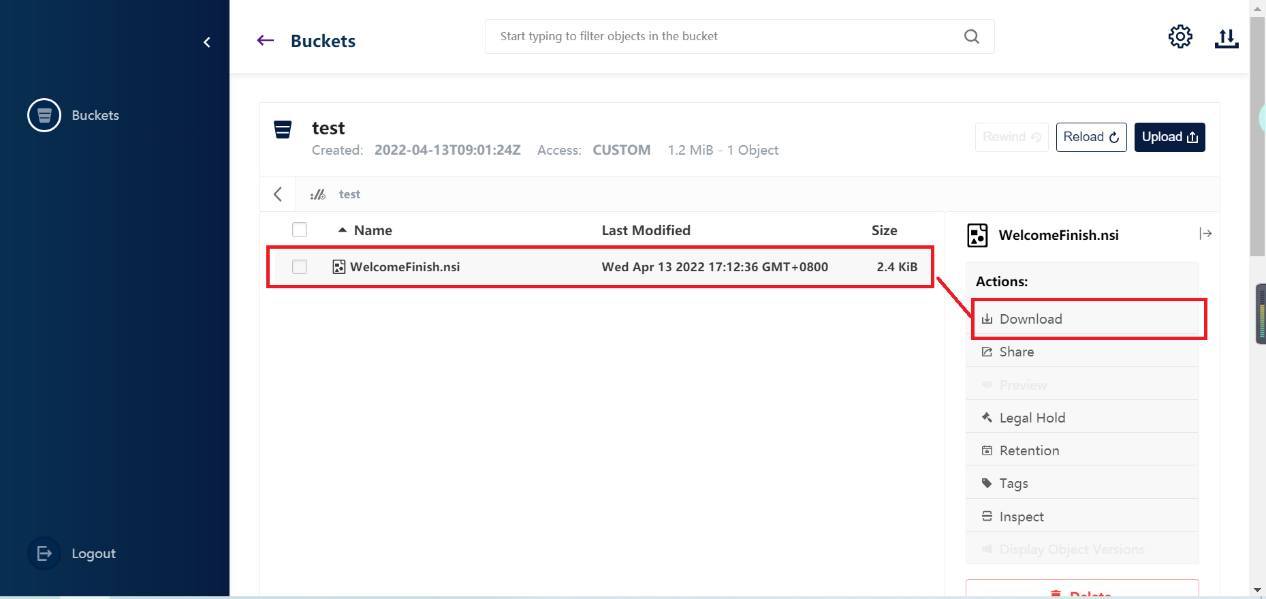 Buckets
Start typing to filter objects in the bucket
Buckets
test
Created: 2022-04-13T09:01:24Z Access: CUSTOM 1.2 MiB - 1 Object
Rewind
Reload
Upload
test
Name Last Modified Size
WelcomeFinish.nsi Wed Apr 13 2022 17:12:36 GMT+0800 2.4 KiB
WelcomeFinish.nsi
Actions:
Download
Share
Preview
Legal Hold
Retention
Tags
Inspect
Display Object Versions
Delete
Logout